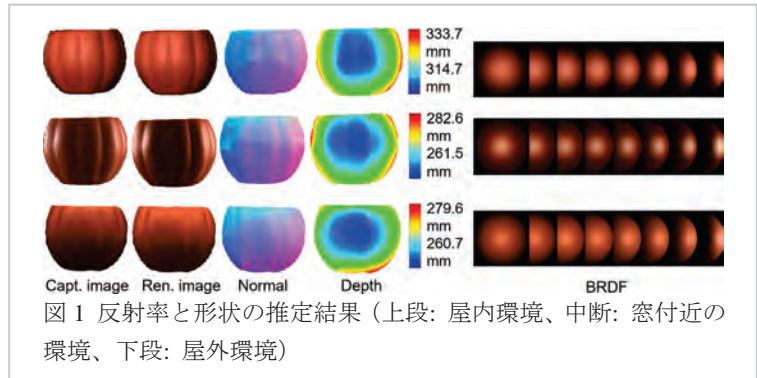 333.7
mm
314.7
mm
282.6
mm
261.5
mm
279.6
mm
260.7
mm
Capt. image Ren. image Normal Depth BRDF
図 1 反射率と形状の推定結果（上段: 屋内環境、中断: 窓付近の
環境、下段: 屋外環境）